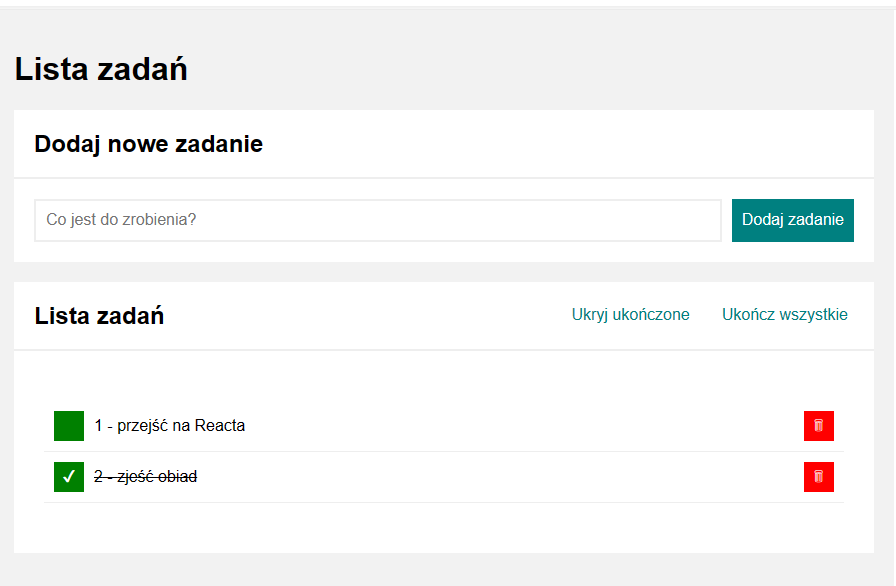 Lista zadań
Dodaj nowe zadanie
Co jest do zrobienia?
Dodaj zadanie
Lista zadań
Ukryj ukończone
Ukończ wszystkie
1 - przejść na Reacta
2 - zjeść obiad